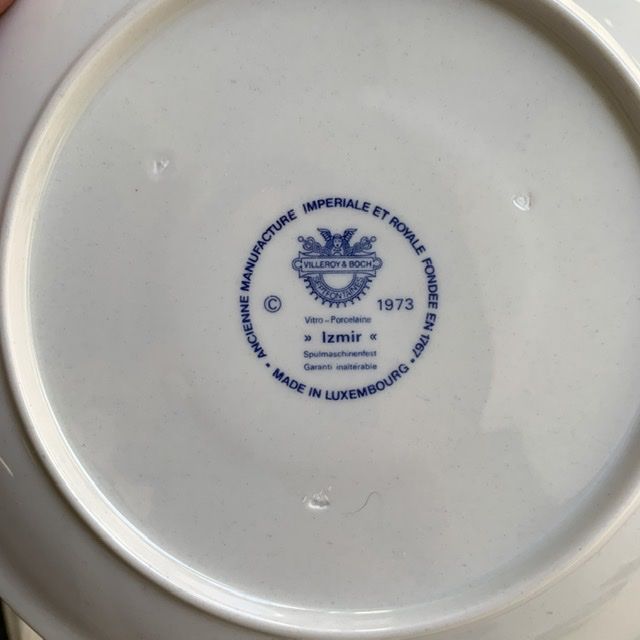 ANCIENNE MANUFACTURE IMPERIALE ET ROYALE FONDEE EN 1767
VILLEROY & BOCH
© 1973
Vitro-Porcelaine
» Izmir «
Spulmaschinenfest
Garanti inaltérable
• MADE IN LUXEMBOURG •